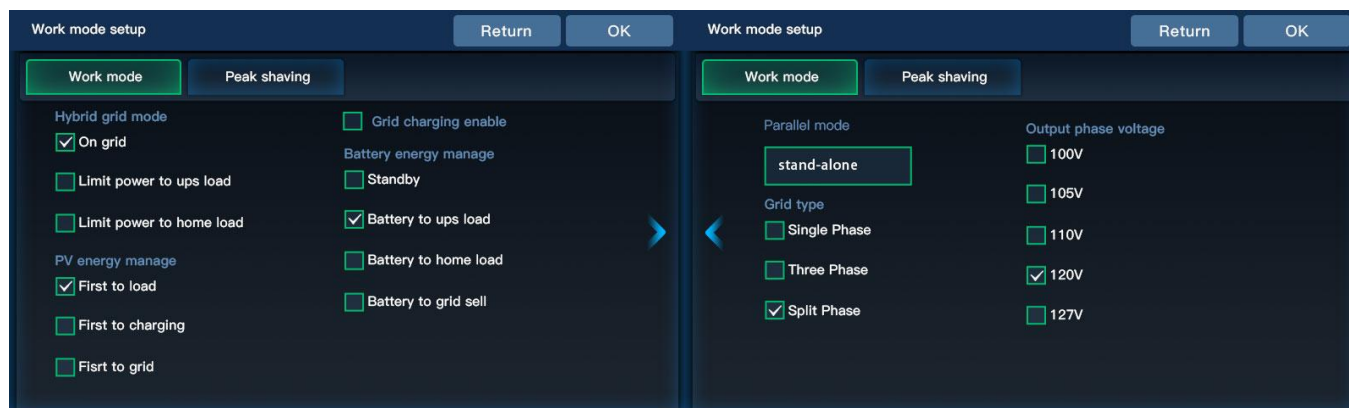 Work mode setup
Return
OK
Work mode
Peak shaving
Hybrid grid mode
On grid
Limit power to ups load
Limit power to home load
PV energy manage
First to load
First to charging
Fisrt to grid
Grid charging enable
Battery energy manage
Standby
Battery to ups load
Battery to home load
Battery to grid sell
Work mode setup
Return
OK
Work mode
Peak shaving
Parallel mode
stand-alone
Grid type
Single Phase
Three Phase
Split Phase
Output phase voltage
100V
105V
110V
120V
127V